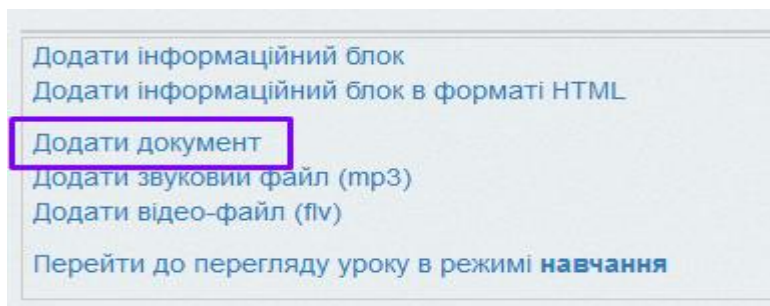 Додати інформаційний блок
Додати інформаційний блок в форматі HTML
Додати документ
Додати звуковий файл (mp3)
Додати відео-файл (flv)
Перейти до перегляду уроку в режимі навчання